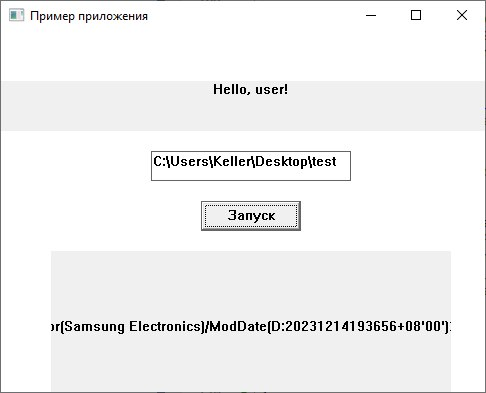 Пример приложения
Hello, user!
C:\Users\Keller\Desktop\test
Запуск
or(Samsung Electronics)/ModDate(D:20231214193656+08'00')